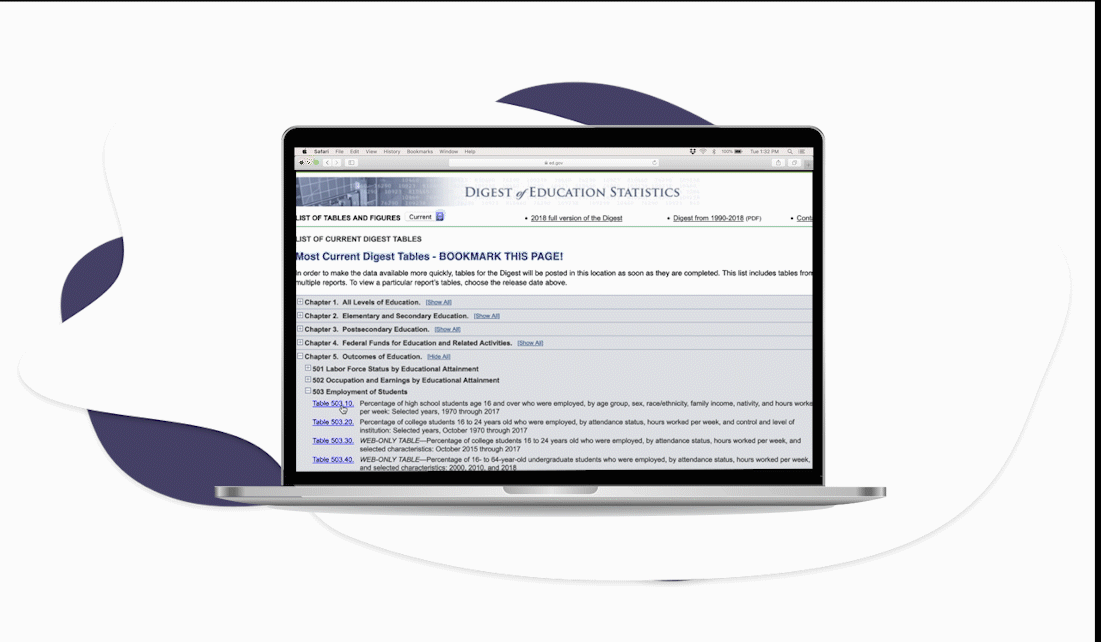 Safari File Edit View History Bookmarks Window Help 100% Tue 1:32 PM
ed.gov
DIGEST of EDUCATION STATISTICS
LIST OF TABLES AND FIGURES Current • 2018 full version of the Digest • Digest from 1990-2018 (PDF) • Conta
LIST OF CURRENT DIGEST TABLES
Most Current Digest Tables - BOOKMARK THIS PAGE!
In order to make the data available more quickly, tables for the Digest will be posted in this location as soon as they are completed. This list includes tables from
multiple reports. To view a particular report's tables, choose the release date above.
Chapter 1. All Levels of Education. [Show All]
Chapter 2. Elementary and Secondary Education. [Show All]
Chapter 3. Postsecondary Education. [Show All]
Chapter 4. Federal Funds for Education and Related Activities. [Show All]
Chapter 5. Outcomes of Education. [Hide All]
501 Labor Force Status by Educational Attainment
502 Occupation and Earnings by Educational Attainment
503 Employment of Students
Table 503.10. Percentage of high school students age 16 and over who were employed, by age group, sex, race/ethnicity, family income, nativity, and hours worke
per week: Selected years, 1970 through 2017
Table 503.20. Percentage of college students 16 to 24 years old who were employed, by attendance status, hours worked per week, and control and level of
institution: Selected years, October 1970 through 2017
Table 503.30. WEB-ONLY TABLE—Percentage of college students 16 to 24 years old who were employed, by attendance status, hours worked per week, and
selected characteristics: October 2015 through 2017
Table 503.40. WEB-ONLY TABLE—Percentage of 16- to 64-year-old undergraduate students who were employed, by attendance status, hours worked per week,
and selected characteristics: 2000, 2010, and 2018